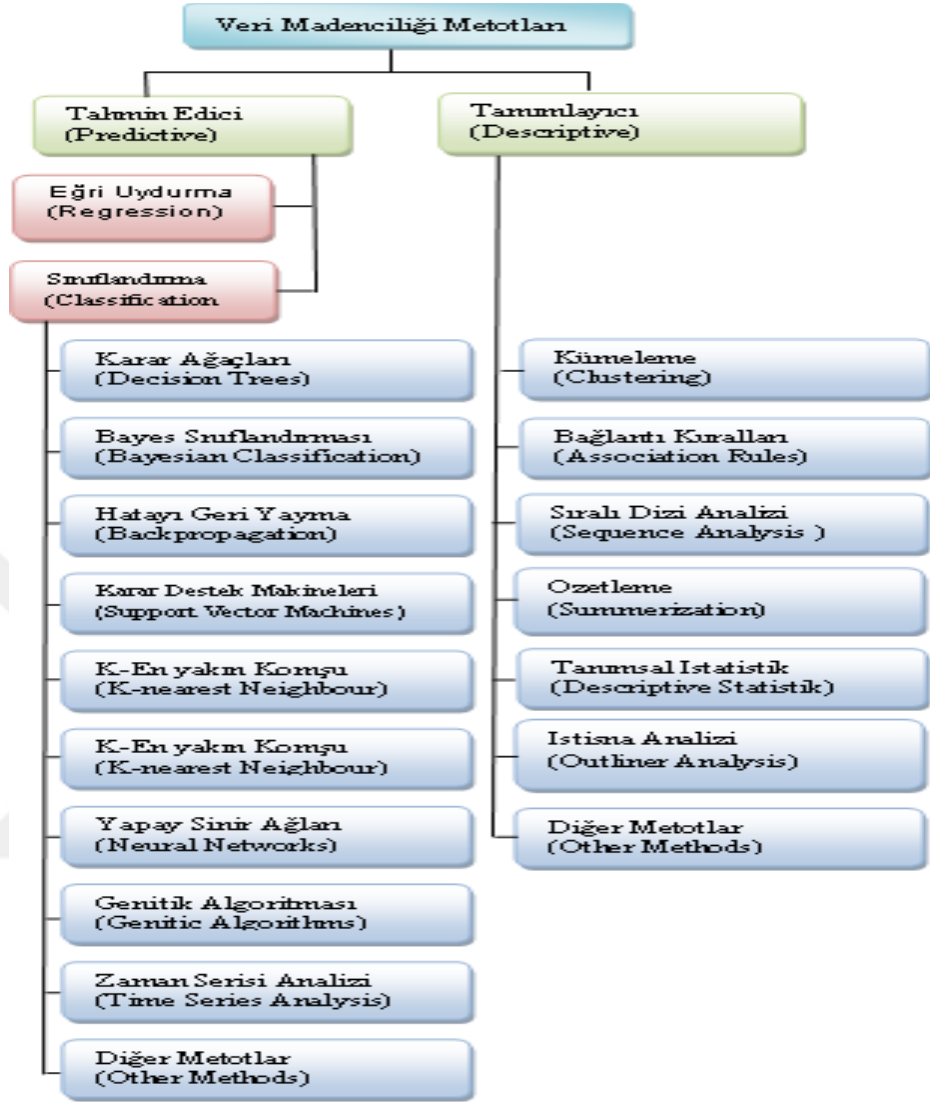 Veri Madenciliği Metotları
Tahmin Edici
(Predictive)
Eğri Uydurma
(Regression)
Sınıflandırma
(Classification
Karar Ağaçları
(Decision Trees)
Bayes Sınıflandırması
(Bayesian Classification)
Hatayı Geri Yayma
(Backpropagation)
Karar Destek Makineleri
(Support Vector Machines)
K-En yakın Komşu
(K-nearest Neighbour)
K-En yakın Komşu
(K-nearest Neighbour)
Yapay Sinir Ağları
(Neural Networks)
Genitik Algoritması
(Genitic Algorithms)
Zaman Serisi Analizi
(Time Series Analysis)
Diğer Metotlar
(Other Methods)
Tanımlayıcı
(Descriptive)
Kümeleme
(Clustering)
Bağlantı Kuralları
(Association Rules)
Sıralı Dizi Analizi
(Sequence Analysis )
Ozetleme
(Summerization)
Tanımsal Istatistik
(Descriptive Statistik)
Istisna Analizi
(Outliner Analysis)
Diğer Metotlar
(Other Methods)